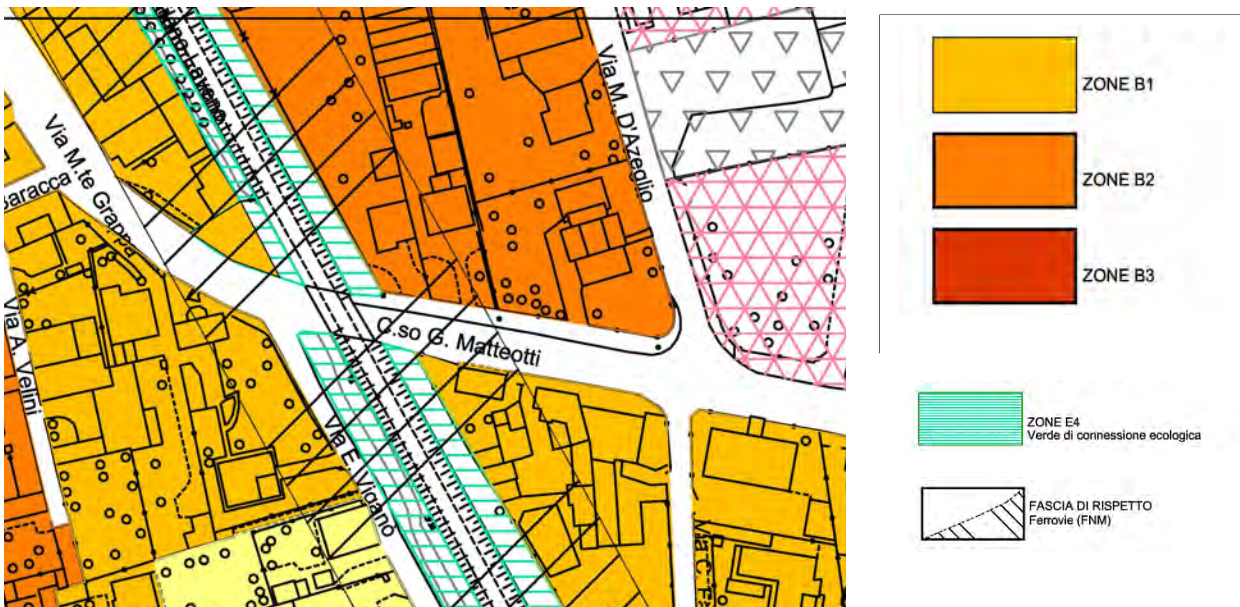 Via M.te Grappa
Baracca
Via A. Velini
Via M. D'Azeglio
C.so G. Matteotti
Via E. Viganò
ZONE B1
ZONE B2
ZONE B3
ZONE E4
Verde di connessione ecologica
FASCIA DI RISPETTO
Ferrovie (FNM)